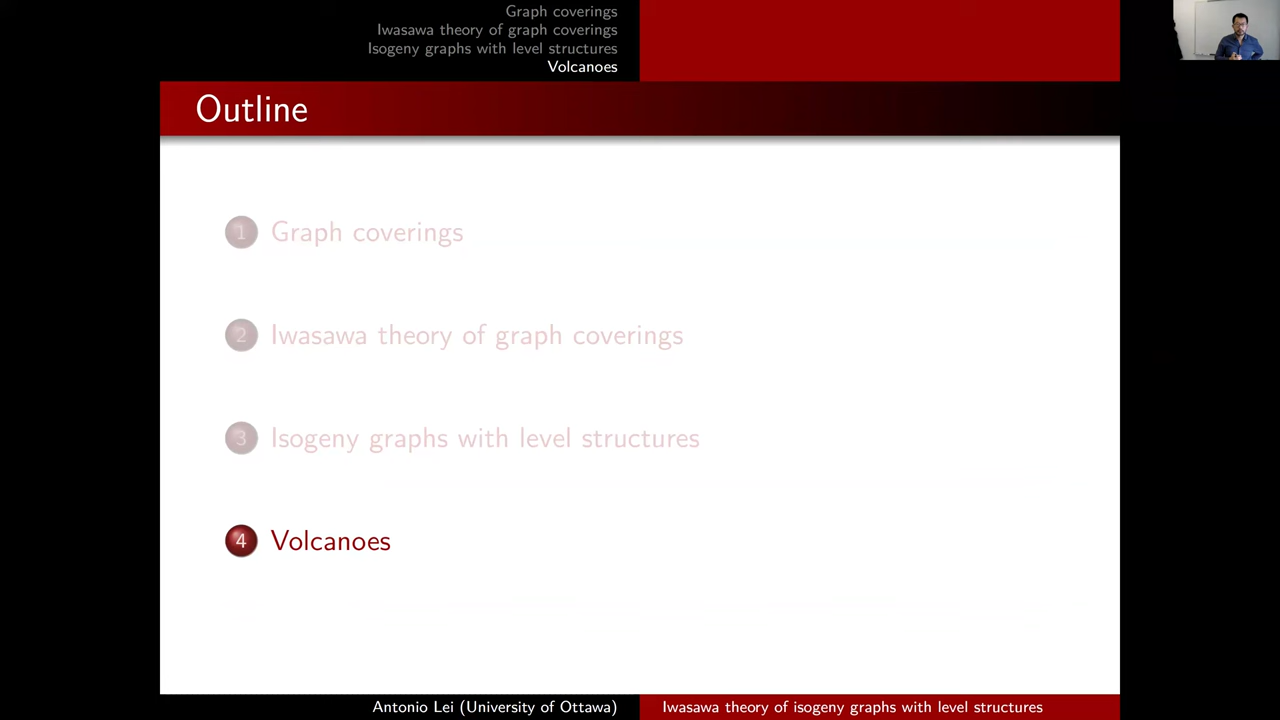 Graph coverings
Iwasawa theory of graph coverings
Isogeny graphs with level structures
Volcanoes
Outline
1 Graph coverings
2 Iwasawa theory of graph coverings
3 Isogeny graphs with level structures
4 Volcanoes
Antonio Lei (University of Ottawa)
Iwasawa theory of isogeny graphs with level structures